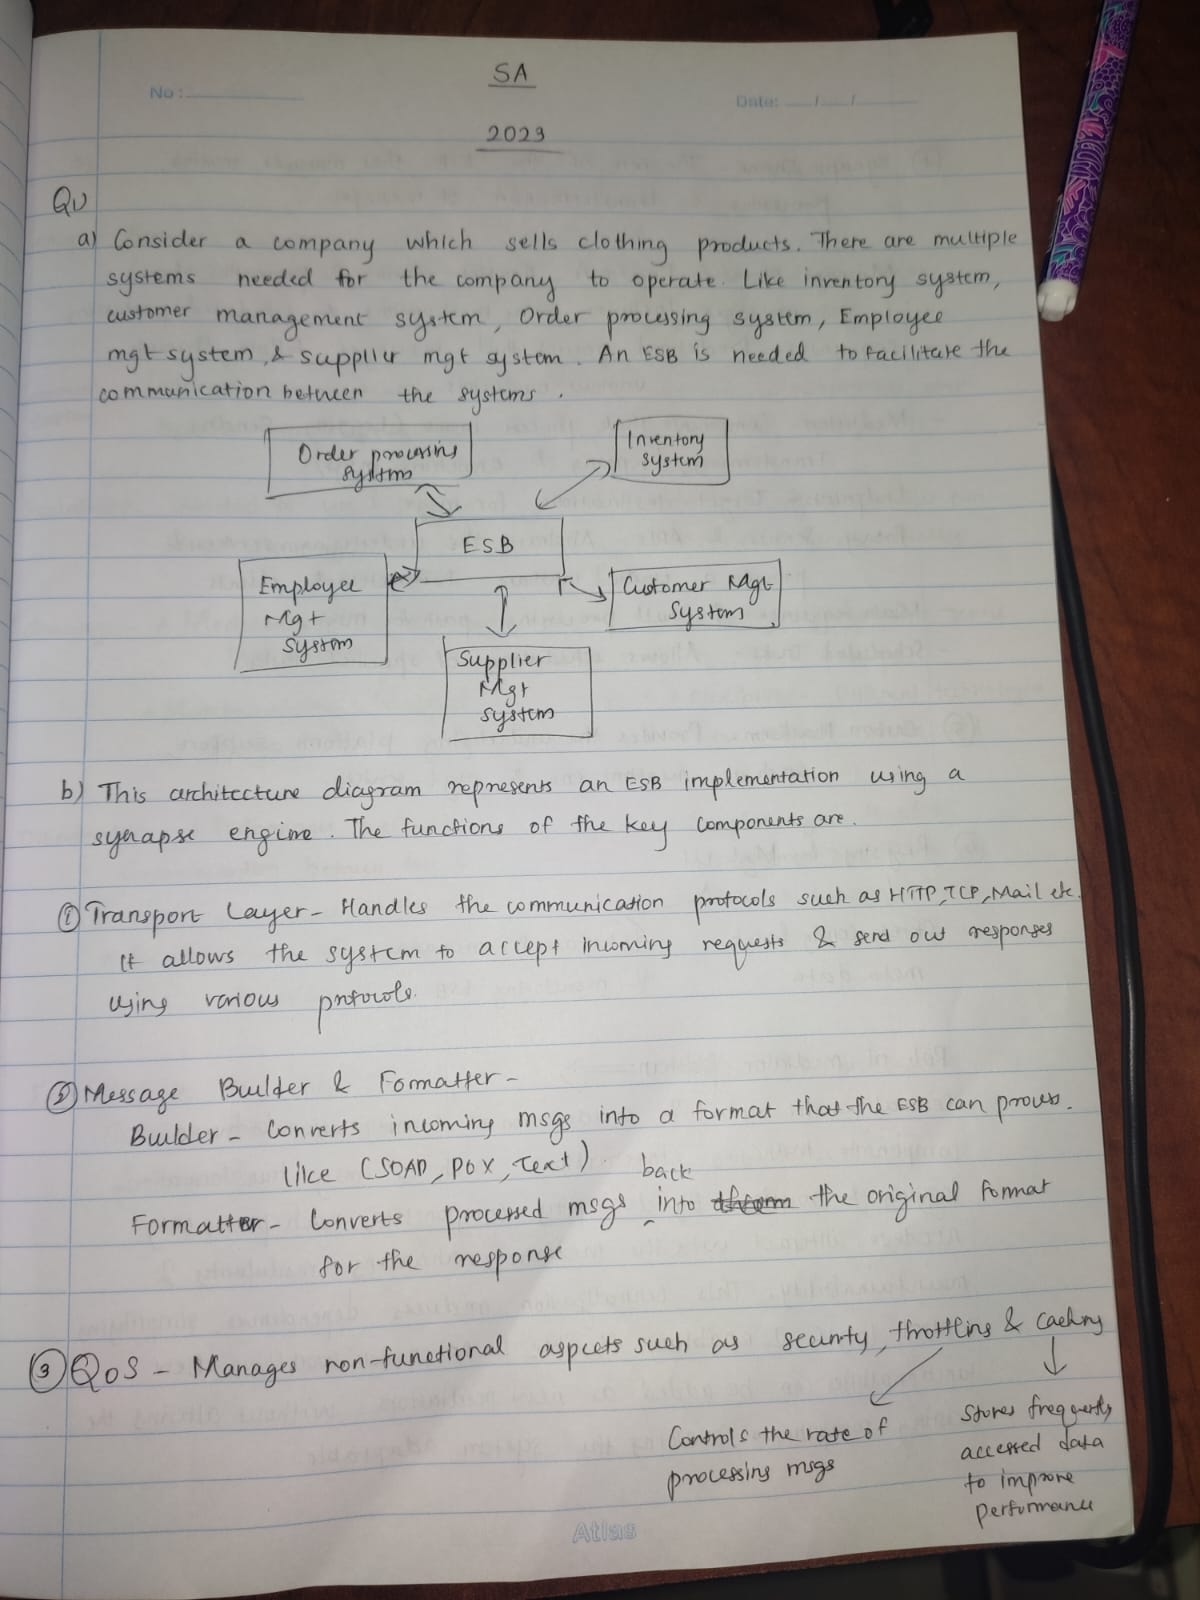 SA
No:
Date: / /
2023
Q1)
a) Consider a company which sells clothing products. There are multiple
systems needed for the company to operate. Like inventory system,
customer management system, Order processing system, Employee
mgt system, & supplier mgt system. An ESB is needed to facilitate the
communication between the systems.
Order processing
systems
Inventory
system
ESB
Employee
Mgt
System
Customer Mgt
System
Supplier
Mgt
system
b) This architecture diagram represents an ESB implementation using a
synapse engine. The functions of the key components are.
① Transport Layer - Handles the communication protocols such as HTTP, TCP, Mail etc.
It allows the system to accept incoming requests & send out responses
using various protocols.
② Message Builder & Formatter -
Builder - Converts incoming msgs into a format that the ESB can process.
like (SOAP, POX, Text)
Formatter - Converts processed msgs back into the original format
for the response
③ QoS - Manages non-functional aspects such as security, throttling & caching
Controls the rate of
processing msgs
Stores frequently
accessed data
to improve
performance
Atlas